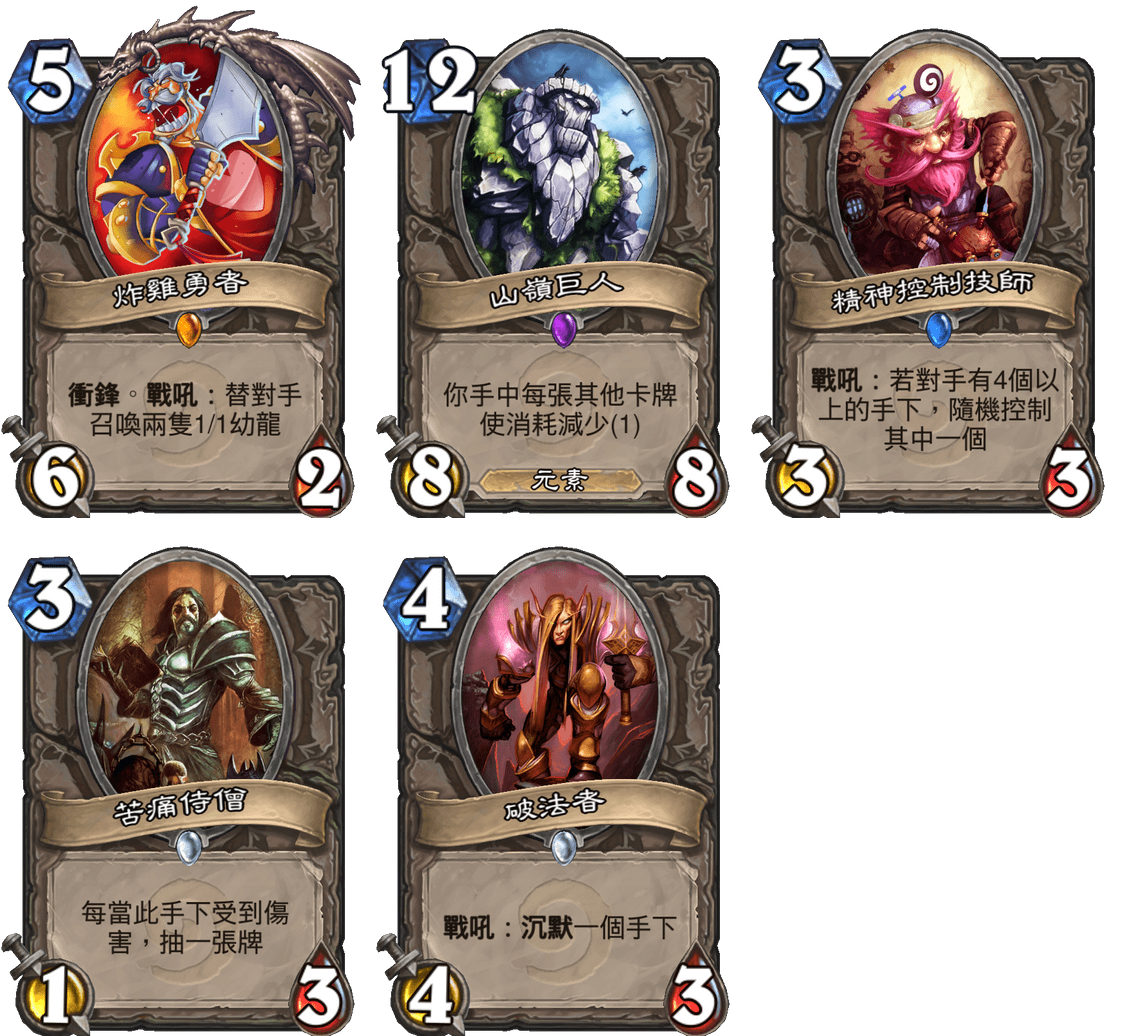 5
炸雞勇者
衝鋒。戰吼：替對手
召喚兩隻1/1幼龍
6
2
12
山嶺巨人
你手中每張其他卡牌
使消耗減少(1)
元素
8
8
3
精神控制技師
戰吼：若對手有4個以
上的手下，隨機控制
其中一個
3
3
3
苦痛侍僧
每當此手下受到傷
害，抽一張牌
1
3
4
破法者
戰吼：沉默一個手下
4
3